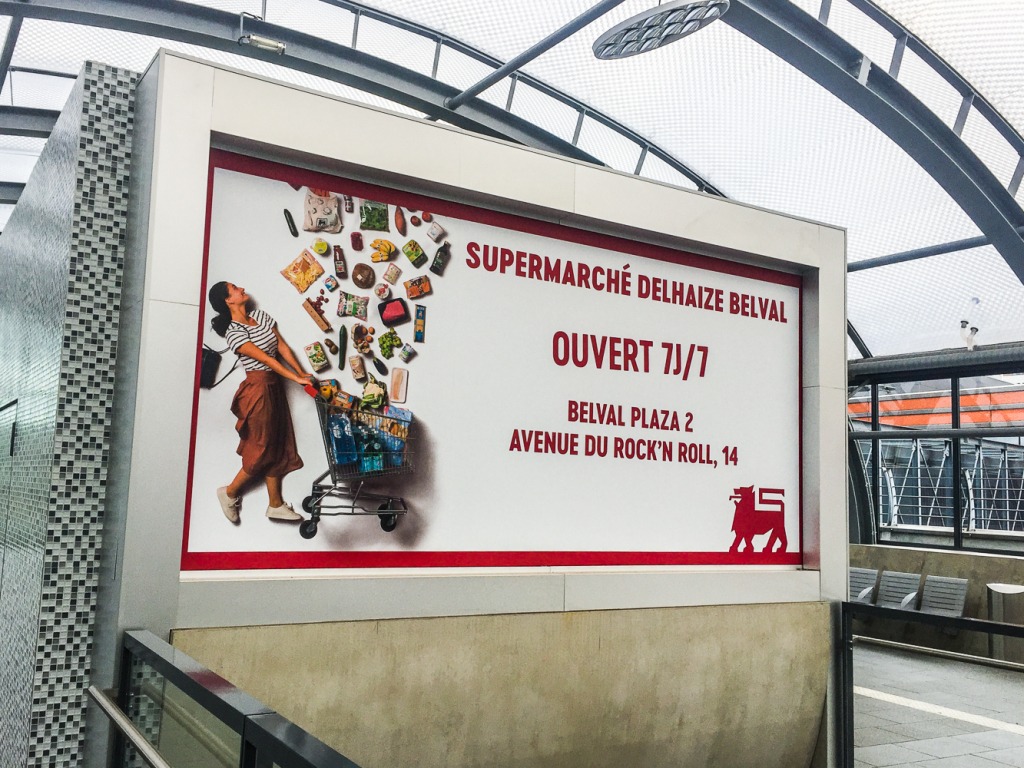 SUPERMARCHÉ DELHAIZE BELVAL
OUVERT 7J/7
BELVAL PLAZA 2
AVENUE DU ROCK'N ROLL, 14